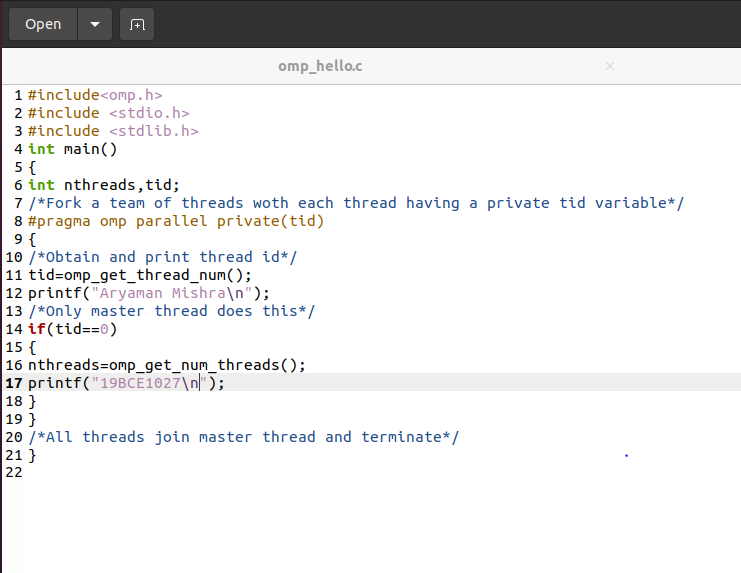 Open
omp_hello.c ×
1 #include<omp.h>
2 #include <stdio.h>
3 #include <stdlib.h>
4 int main()
5 {
6 int nthreads,tid;
7 /*Fork a team of threads woth each thread having a private tid variable*/
8 #pragma omp parallel private(tid)
9 {
10 /*Obtain and print thread id*/
11 tid=omp_get_thread_num();
12 printf("Aryaman Mishra\n");
13 /*Only master thread does this*/
14 if(tid==0)
15 {
16 nthreads=omp_get_num_threads();
17 printf("19BCE1027\n");
18 }
19 }
20 /*All threads join master thread and terminate*/
21 }
22